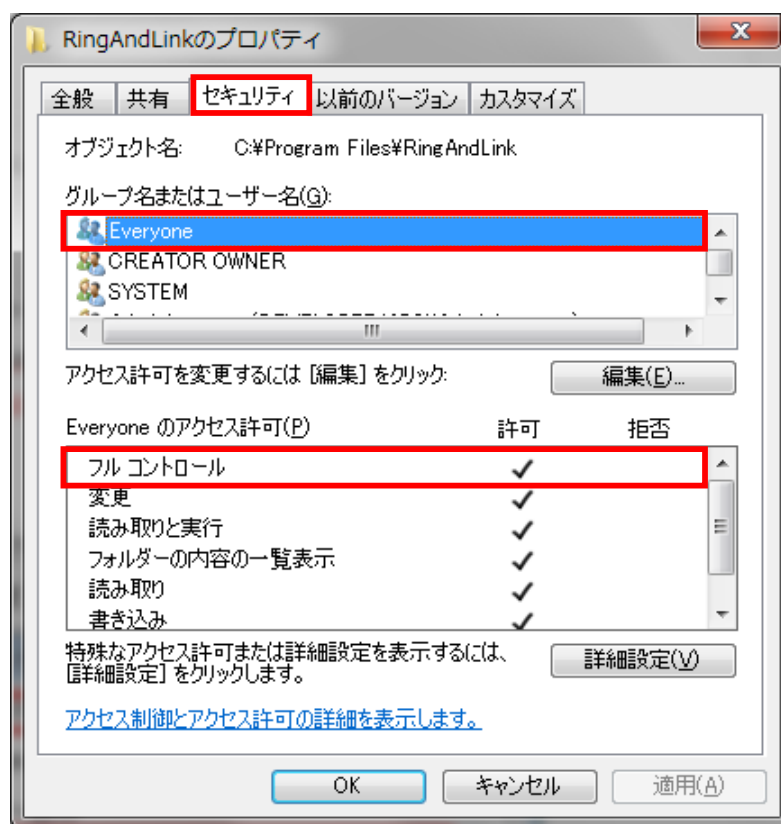 RingAndLinkのプロパティ
全般 共有 セキュリティ 以前のバージョン カスタマイズ
オブジェクト名: C:¥Program Files¥RingAndLink
グループ名またはユーザー名(G):
Everyone
CREATOR OWNER
SYSTEM
アクセス許可を変更するには [編集] をクリック: 編集(E)...
Everyone のアクセス許可(P) 許可 拒否
フル コントロール
変更
読み取りと実行
フォルダーの内容の一覧表示
読み取り
書き込み
特殊なアクセス許可または詳細設定を表示するには、 詳細設定(V)
[詳細設定] をクリックします。
アクセス制御とアクセス許可の詳細を表示します。
OK キャンセル 適用(A)